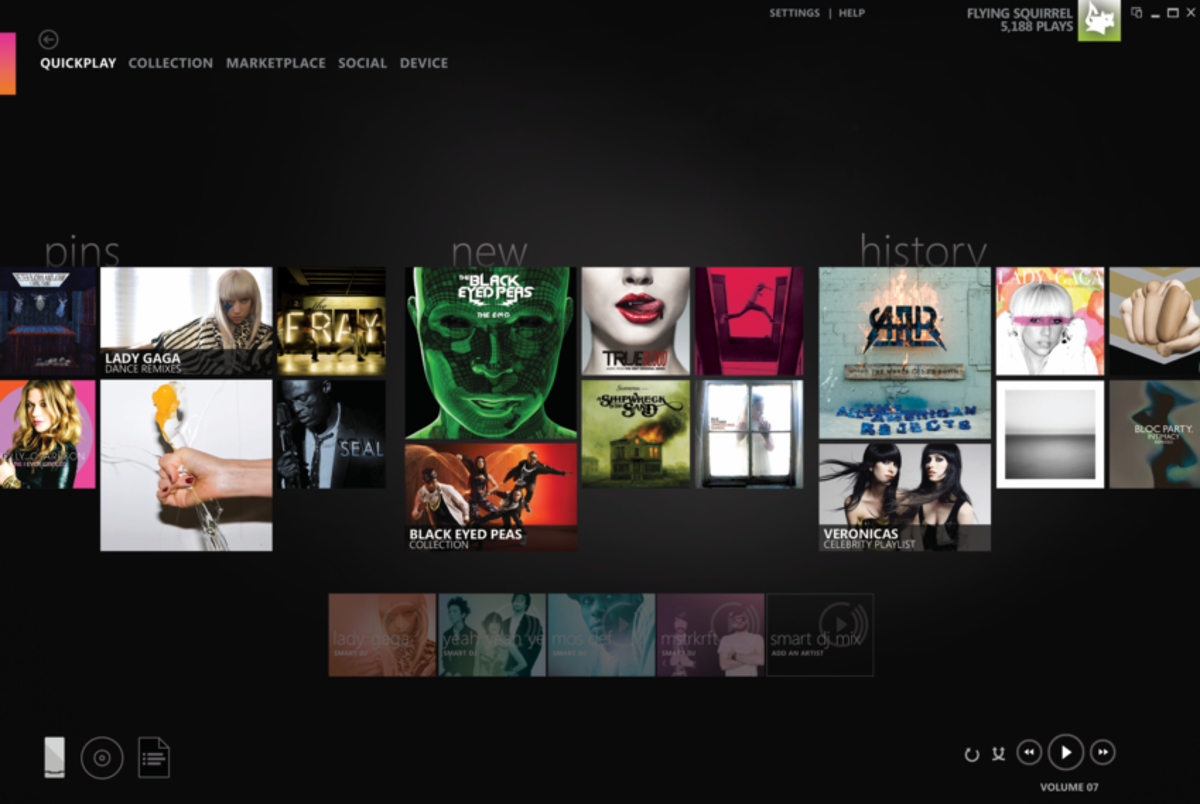 SETTINGS | HELP
FLYING SQUIRREL
5,188 PLAYS
QUICKPLAY COLLECTION MARKETPLACE SOCIAL DEVICE
pins
new
history
LADY GAGA
DANCE REMIXES
the
FRAY
SEAL
THE BLACK
EYED PEAS
THE E.N.D
BLACK EYED PEAS
COLLECTION
TRUE BLOOD
A SHIPWRECK
IN THE SAND
AAR
ALL-AMERICAN
REJECTS
VERONICAS
CELEBRITY PLAYLIST
LADY GAGA
BLOC PARTY.
INTIMACY
lady gaga
SMART DJ
yeah yeah ye
SMART DJ
mos def
SMART DJ
mstrkrft
SMART DJ
smart dj mix
ADD AN ARTIST
VOLUME 07